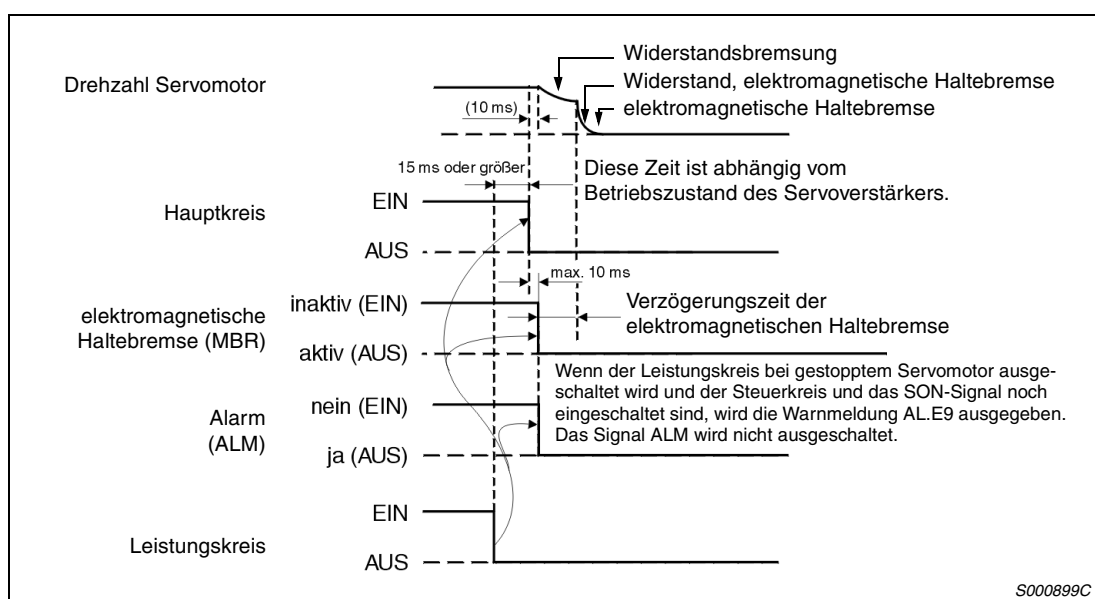 Widerstandsbremsung
Drehzahl Servomotor
Widerstand, elektromagnetische Haltebremse
elektromagnetische Haltebremse
(10 ms)
15 ms oder größer
Diese Zeit ist abhängig vom
Betriebszustand des Servoverstärkers.
Hauptkreis
EIN
AUS
max. 10 ms
elektromagnetische
Haltebremse (MBR)
inaktiv (EIN)
aktiv (AUS)
Verzögerungszeit der
elektromagnetischen Haltebremse
Wenn der Leistungskreis bei gestopptem Servomotor ausge-
schaltet wird und der Steuerkreis und das SON-Signal noch
eingeschaltet sind, wird die Warnmeldung AL.E9 ausgegeben.
Das Signal ALM wird nicht ausgeschaltet.
Alarm
(ALM)
nein (EIN)
ja (AUS)
Leistungskreis
EIN
AUS
S000899C